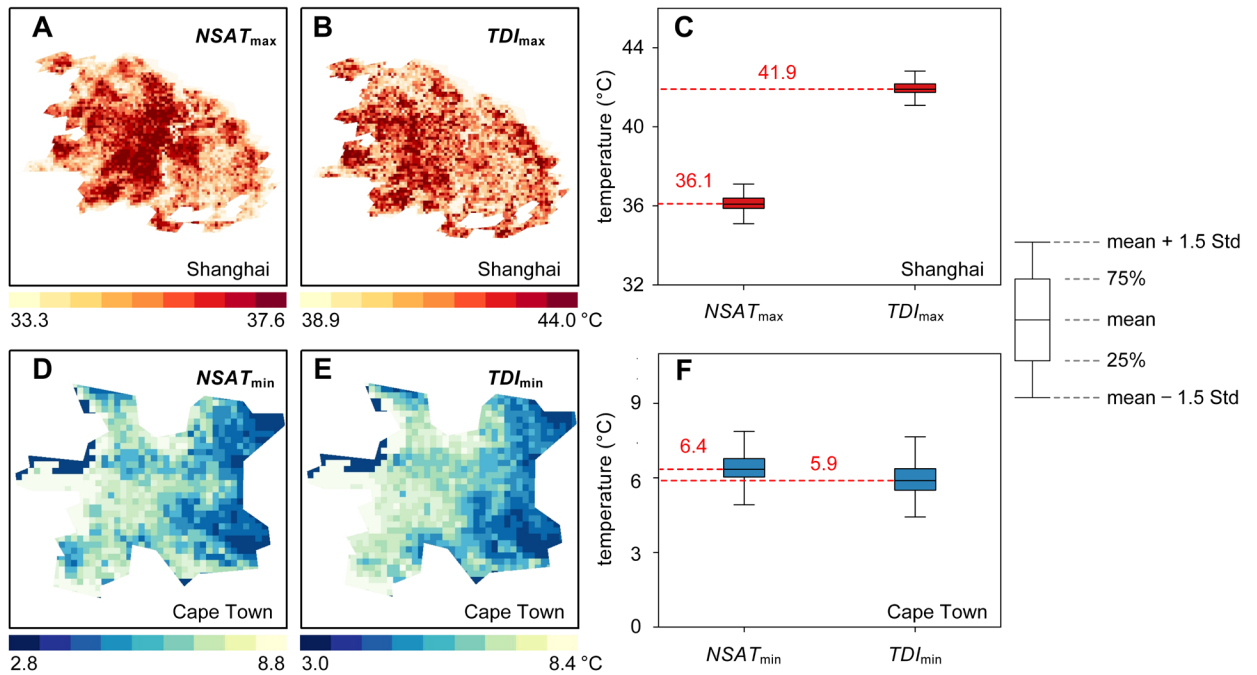 A
NSATmax
Shanghai
33.3
37.6
B
TDImax
Shanghai
38.9
44.0 °C
C
temperature (°C)
44
40
36
32
41.9
36.1
Shanghai
NSATmax
TDImax
mean + 1.5 Std
75%
mean
25%
mean − 1.5 Std
D
NSATmin
Cape Town
2.8
8.8
E
TDImin
Cape Town
3.0
8.4 °C
F
temperature (°C)
9
6
3
0
6.4
5.9
Cape Town
NSATmin
TDImin